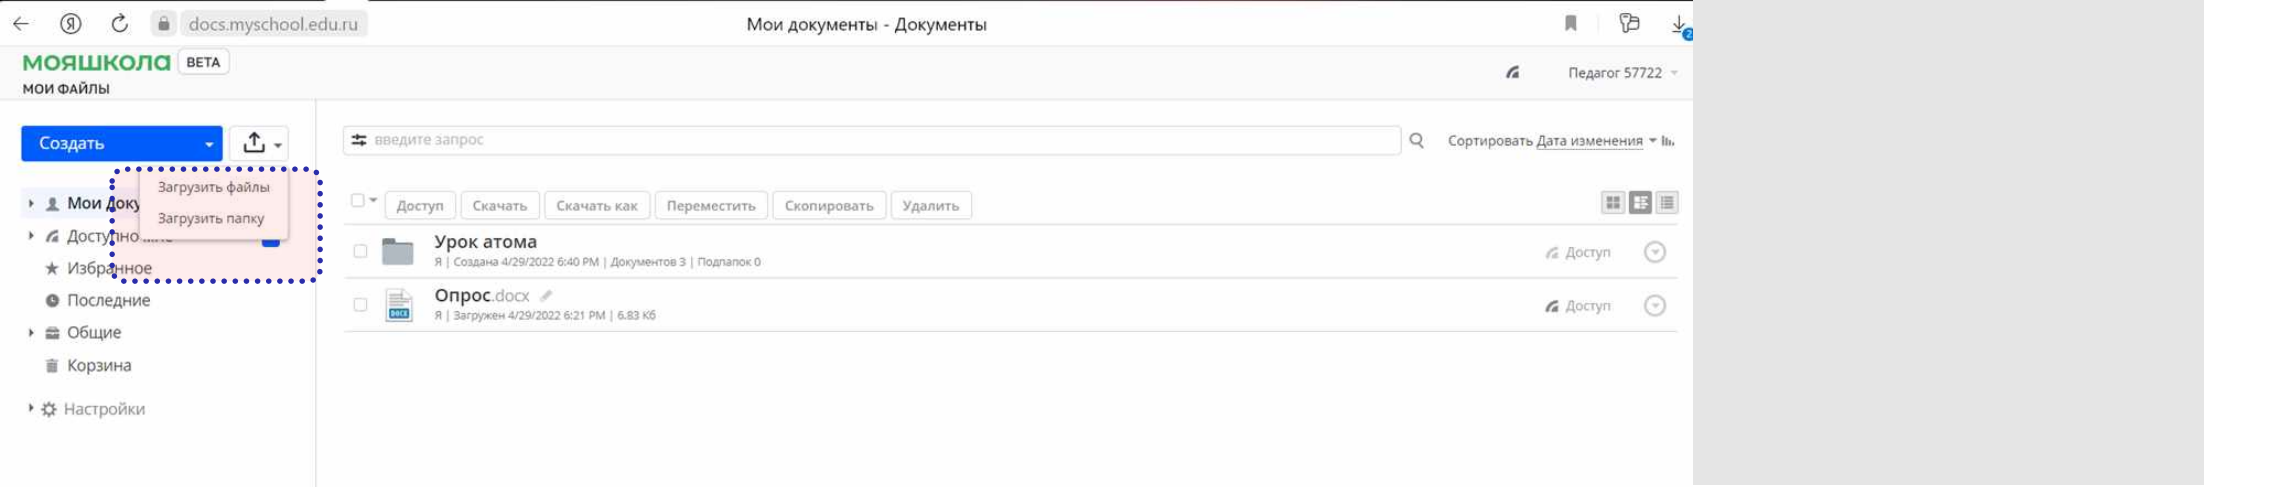 docs.myschool.edu.ru
Мои документы - Документы
2
МОЯШКОЛА BETA
МОИ ФАЙЛЫ
Педагог 57722
Создать
введите запрос
Сортировать Дата изменения
Загрузить файлы
Загрузить папку
Мои Доку
Доступно
Избранное
Последние
Общие
Корзина
Настройки
Доступ Скачать Скачать как Переместить Скопировать Удалить
Урок атома
Я | Создана 4/29/2022 6:40 PM | Документов 3 | Подпапок 0
Доступ
Опрос.docx
DOCX
Я | Загружен 4/29/2022 6:21 PM | 6.83 Кб
Доступ